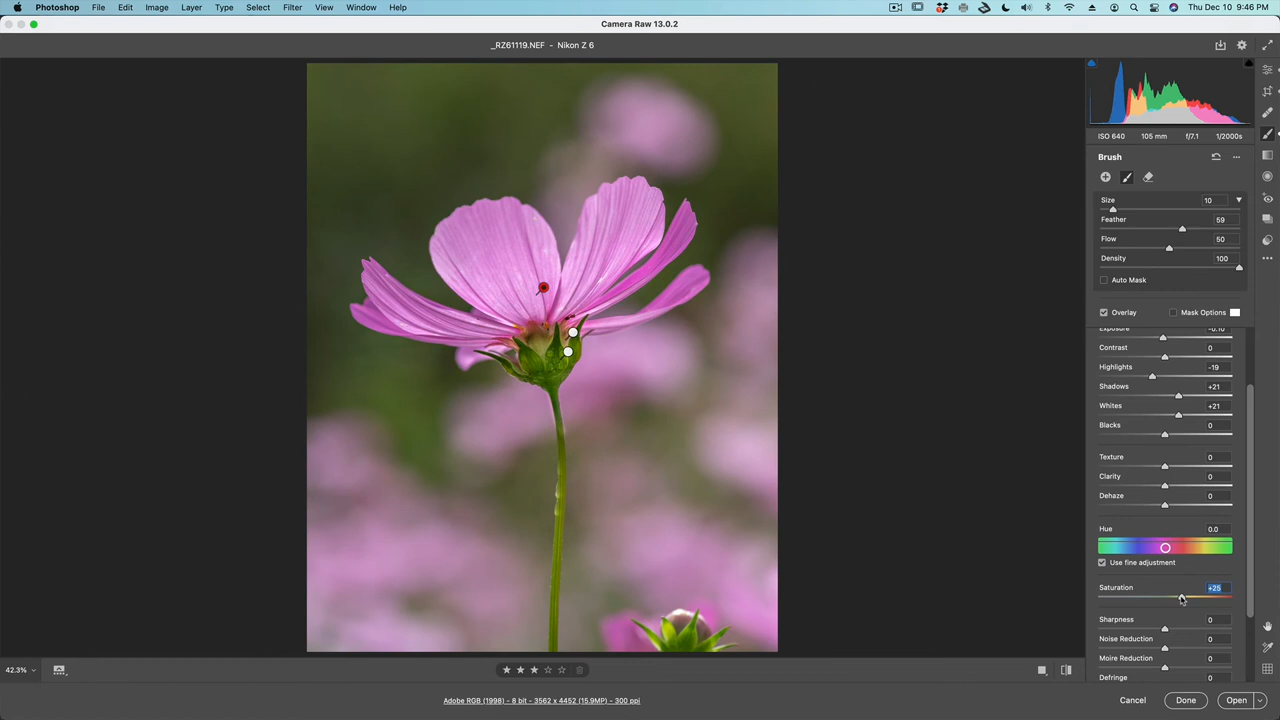 Photoshop File Edit Image Layer Type Select Filter View Window Help Thu Dec 10 9:46 PM
Camera Raw 13.0.2
_RZ61119.NEF - Nikon Z 6
ISO 640 105 mm f/7.1 1/2000s
Brush
Size 10
Feather 59
Flow 50
Density 100
Auto Mask
Overlay Mask Options
Exposure -0.10
Contrast 0
Highlights -19
Shadows +21
Whites +21
Blacks 0
Texture 0
Clarity 0
Dehaze 0
Hue 0.0
Use fine adjustment
Saturation +25
Sharpness 0
Noise Reduction 0
Moire Reduction 0
Defringe 0
42.3%
Adobe RGB (1998) - 8 bit - 3562 x 4452 (15.9MP) - 300 ppi
Cancel Done Open